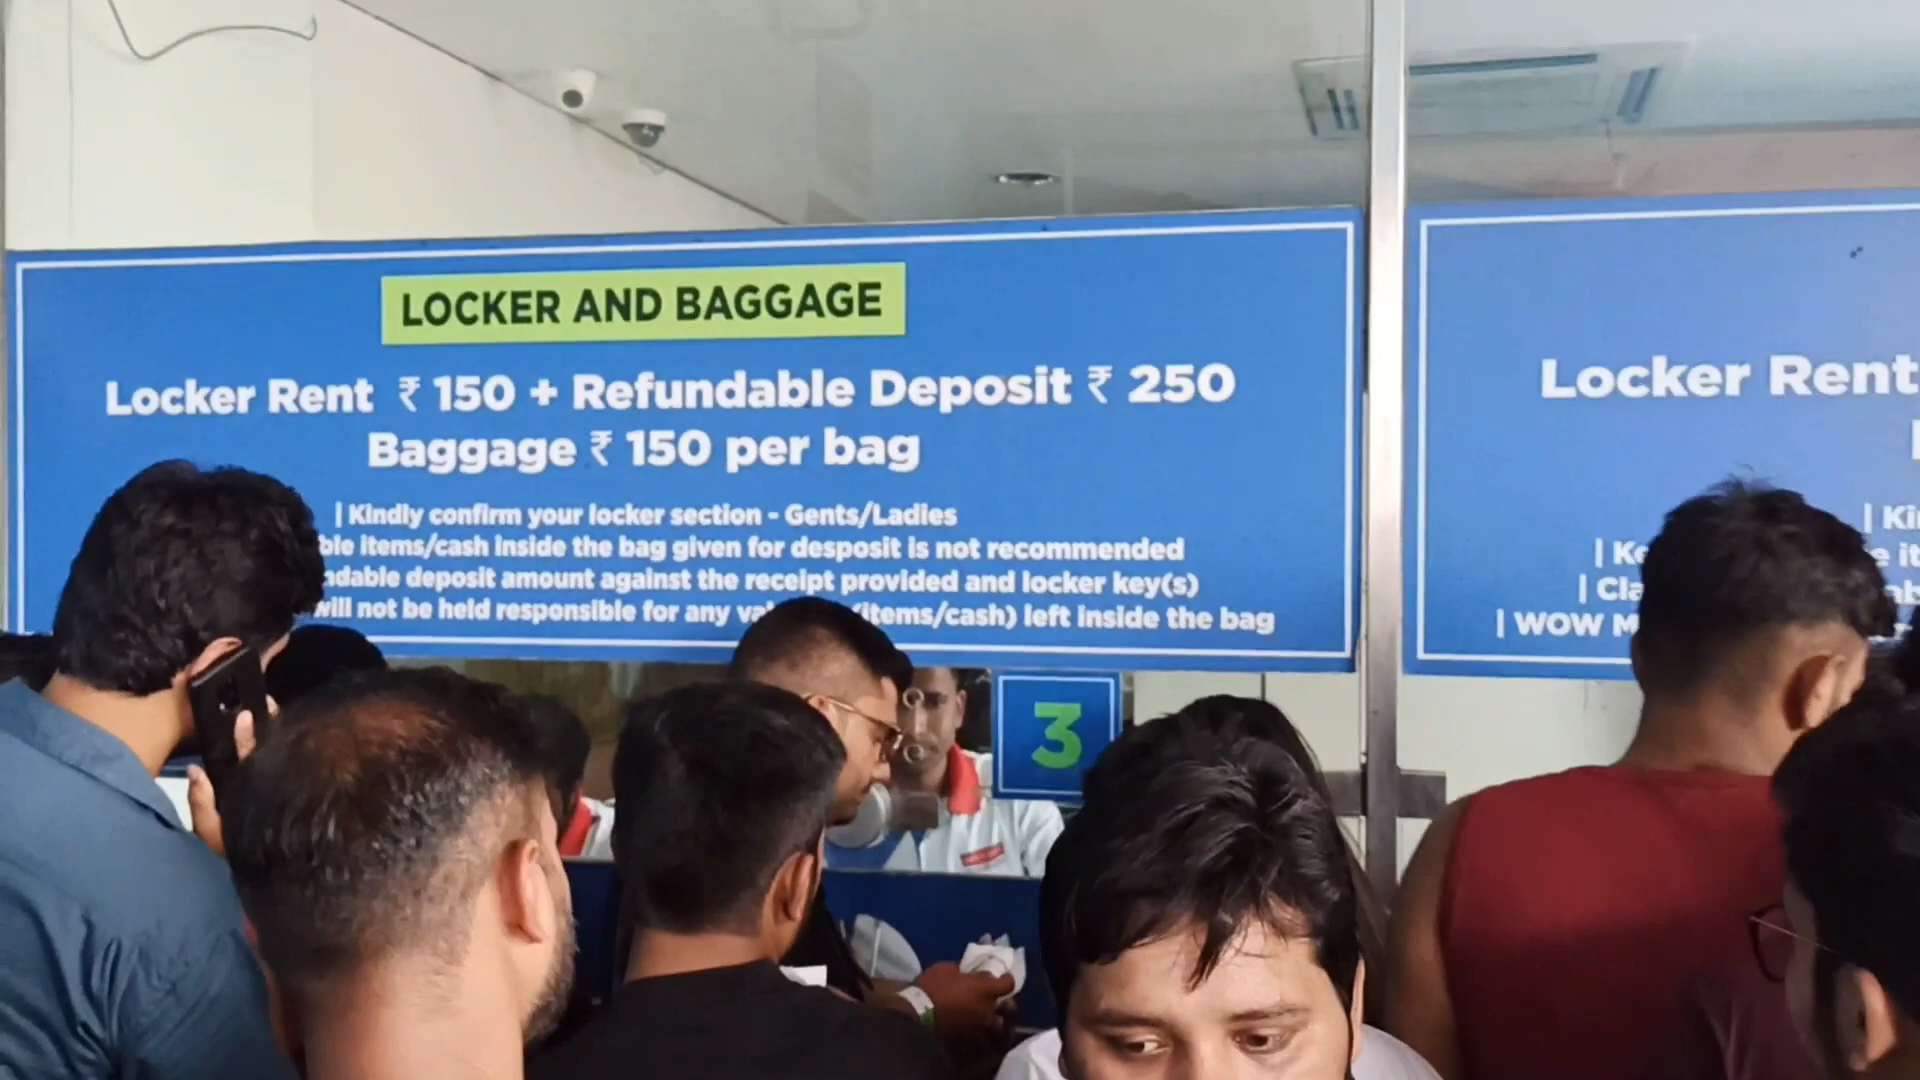 LOCKER AND BAGGAGE
Locker Rent ₹ 150 + Refundable Deposit ₹ 250
Baggage ₹ 150 per bag
| Kindly confirm your locker section - Gents/Ladies
items/cash inside the bag given for desposit is not recommended
deposit amount against the receipt provided and locker key(s)
will not be held responsible for any (items/cash) left inside the bag
3
Locker Rent
| WOW